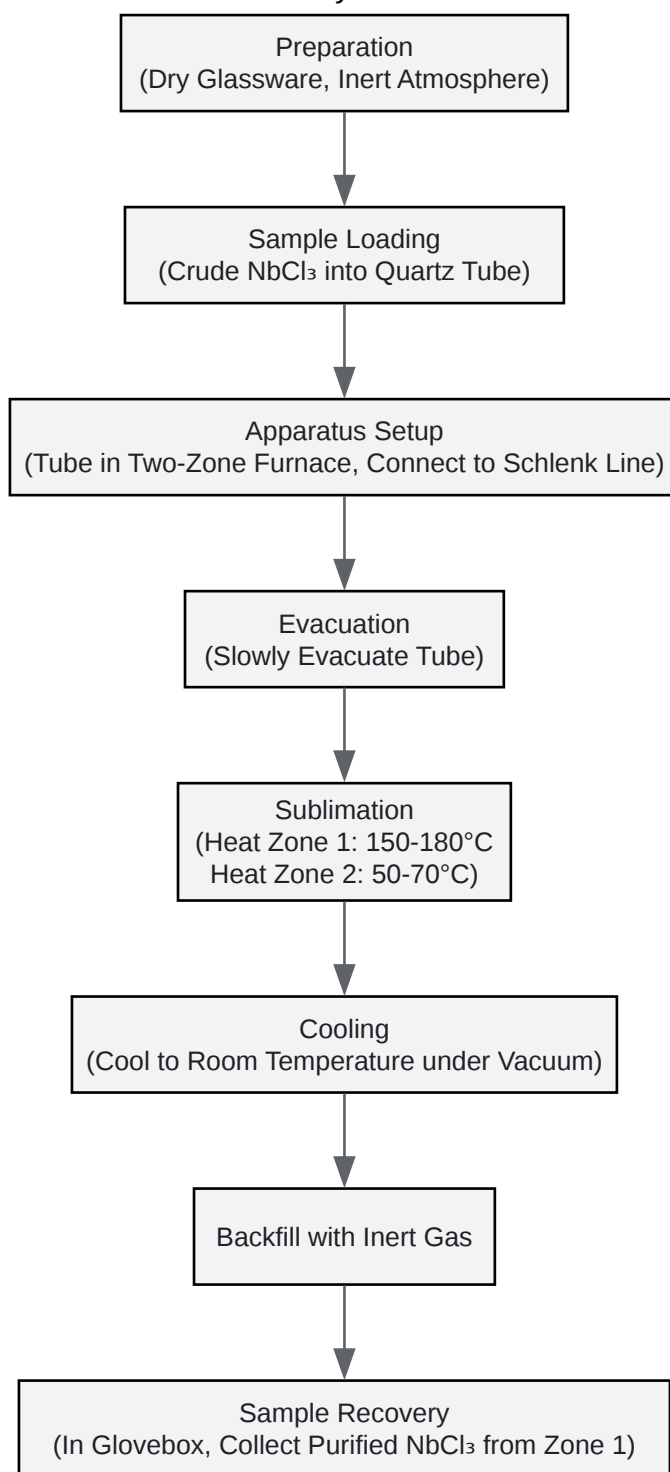 Preparation
(Dry Glassware, Inert Atmosphere)
Sample Loading
(Crude NbCl₃ into Quartz Tube)
Apparatus Setup
(Tube in Two-Zone Furnace, Connect to Schlenk Line)
Evacuation
(Slowly Evacuate Tube)
Sublimation
(Heat Zone 1: 150-180°C
Heat Zone 2: 50-70°C)
Cooling
(Cool to Room Temperature under Vacuum)
Backfill with Inert Gas
Sample Recovery
(In Glovebox, Collect Purified NbCl₃ from Zone 1)